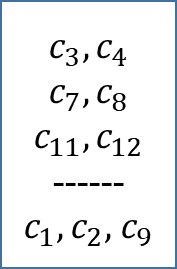 c₃, c₄
c₇, c₈
c₁₁, c₁₂
------
c₁, c₂, c₉